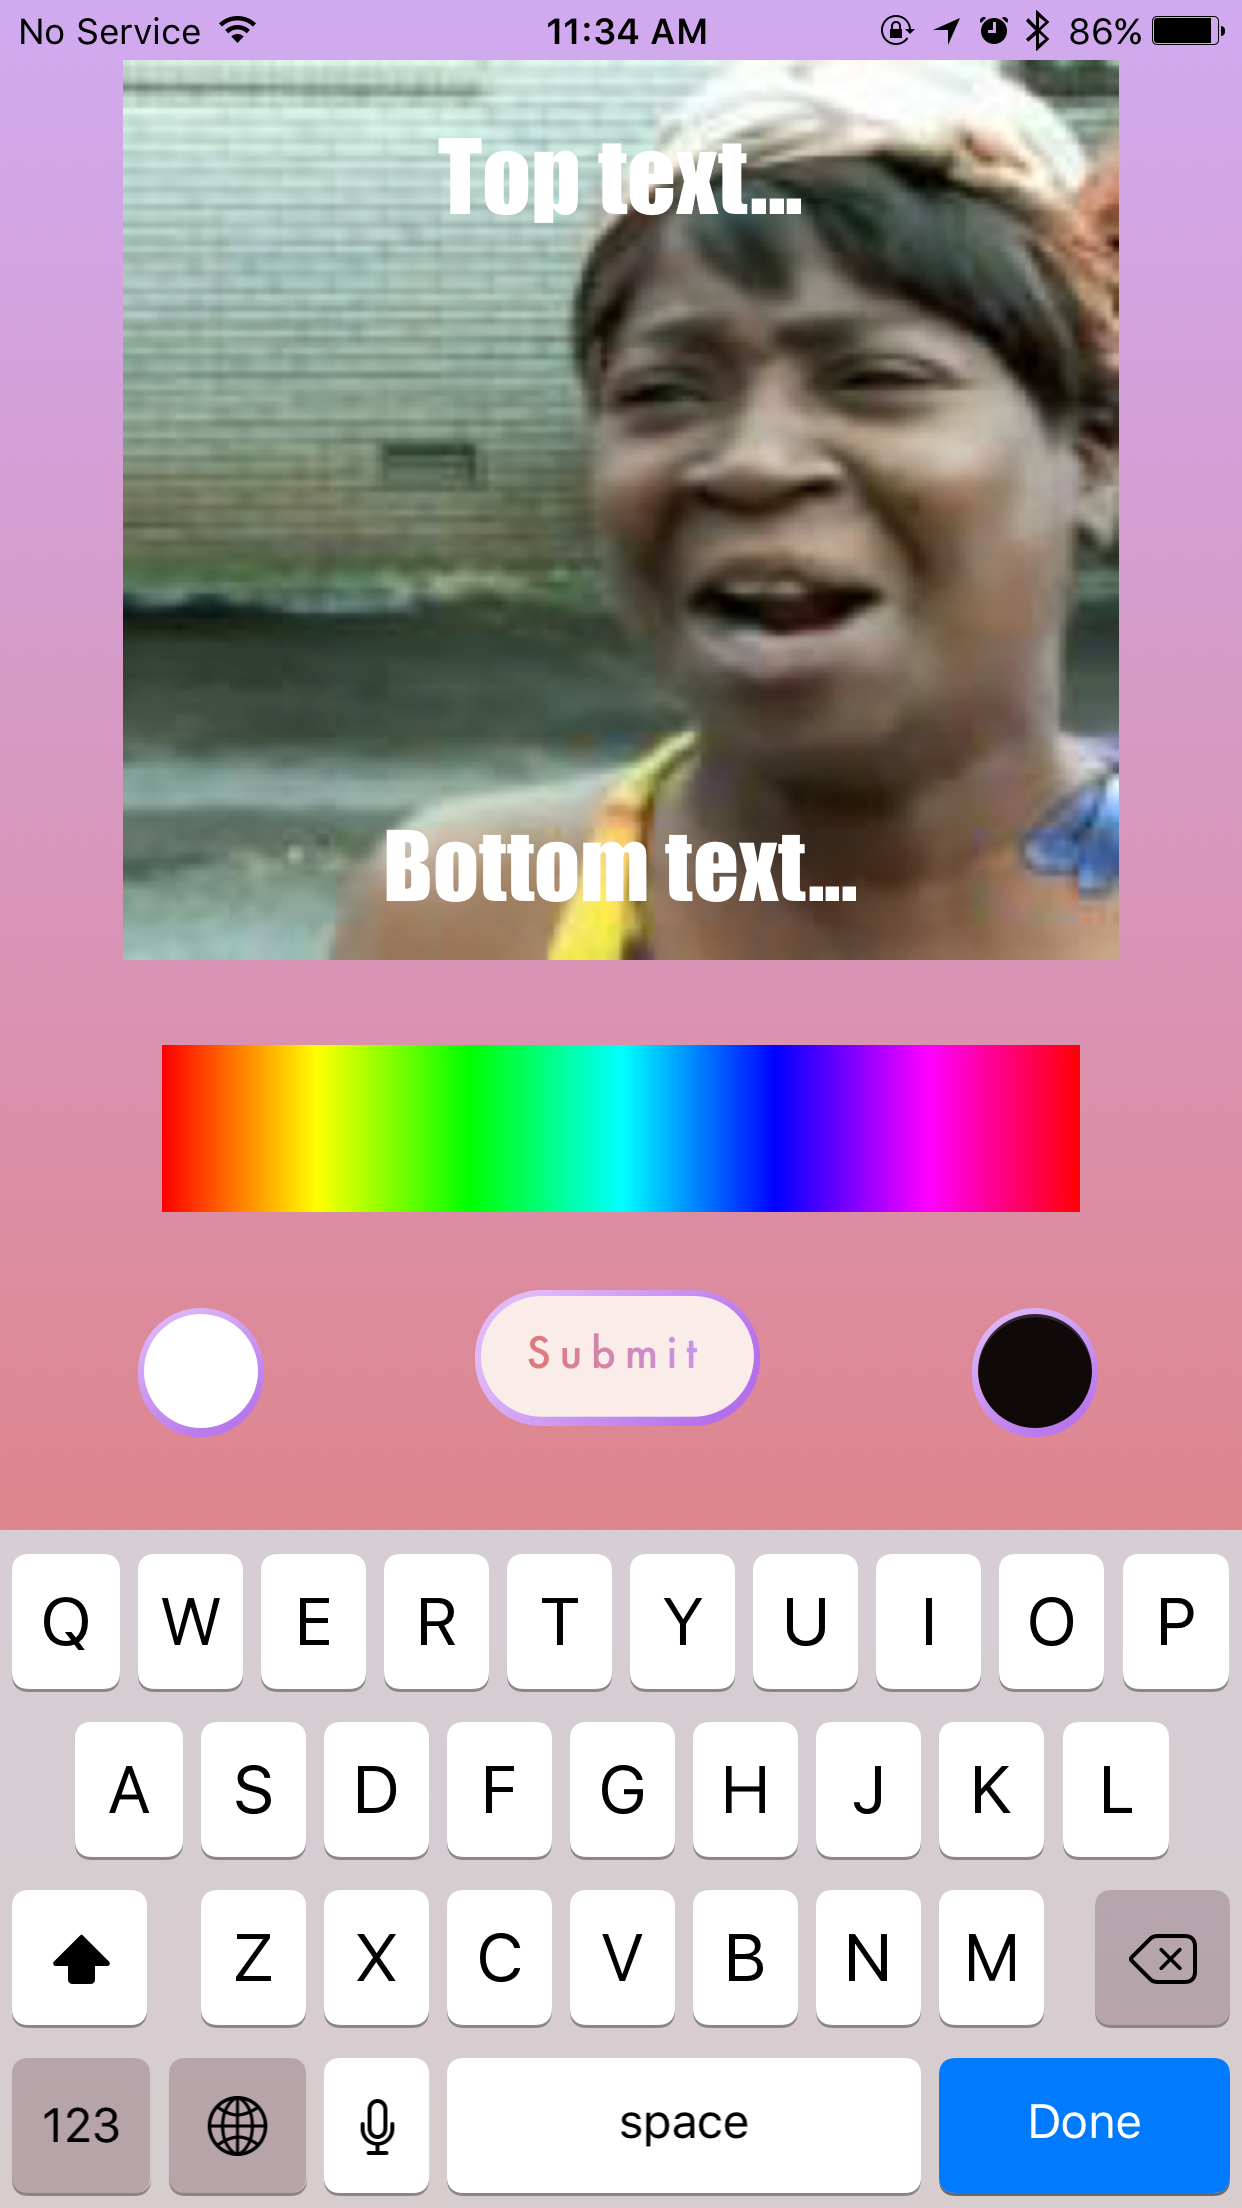 No Service 11:34 AM 86%
Top text...
Bottom text...
Submit
Q W E R T Y U I O P
A S D F G H J K L
Z X C V B N M
123 space Done